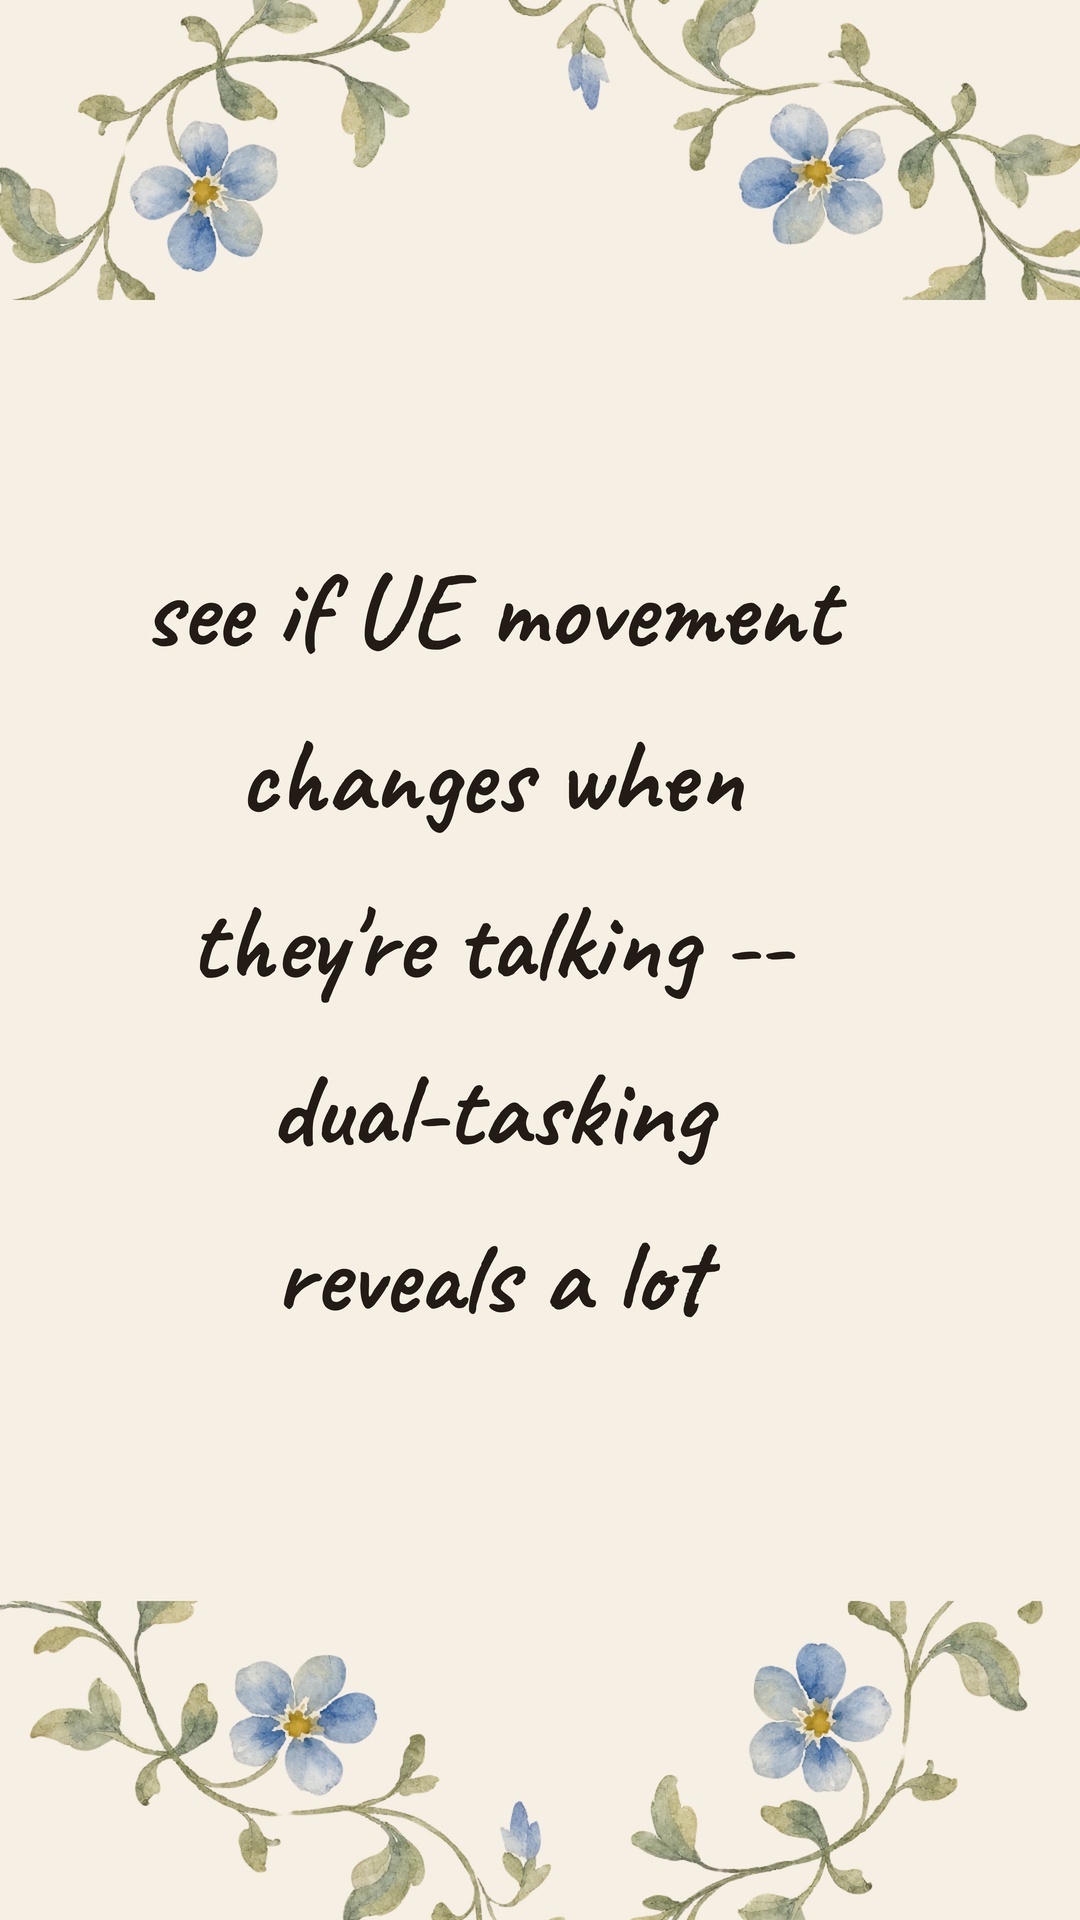 see if UE movement
changes when
they're talking --
dual-tasking
reveals a lot